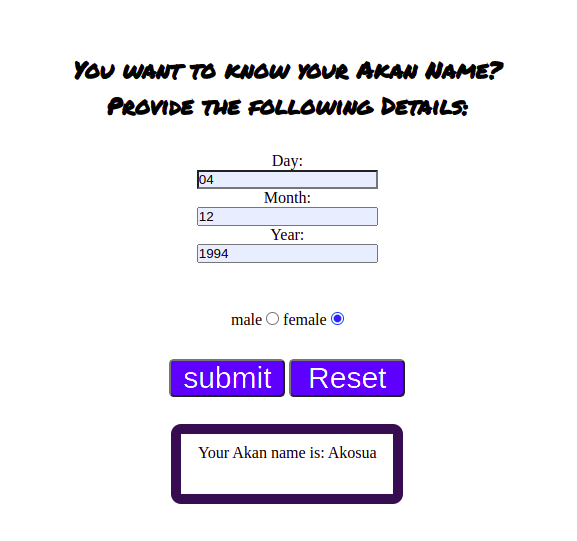 You want to know your Akan Name?
Provide the following Details:
Day:
04
Month:
12
Year:
1994
male female
submit Reset
Your Akan name is: Akosua